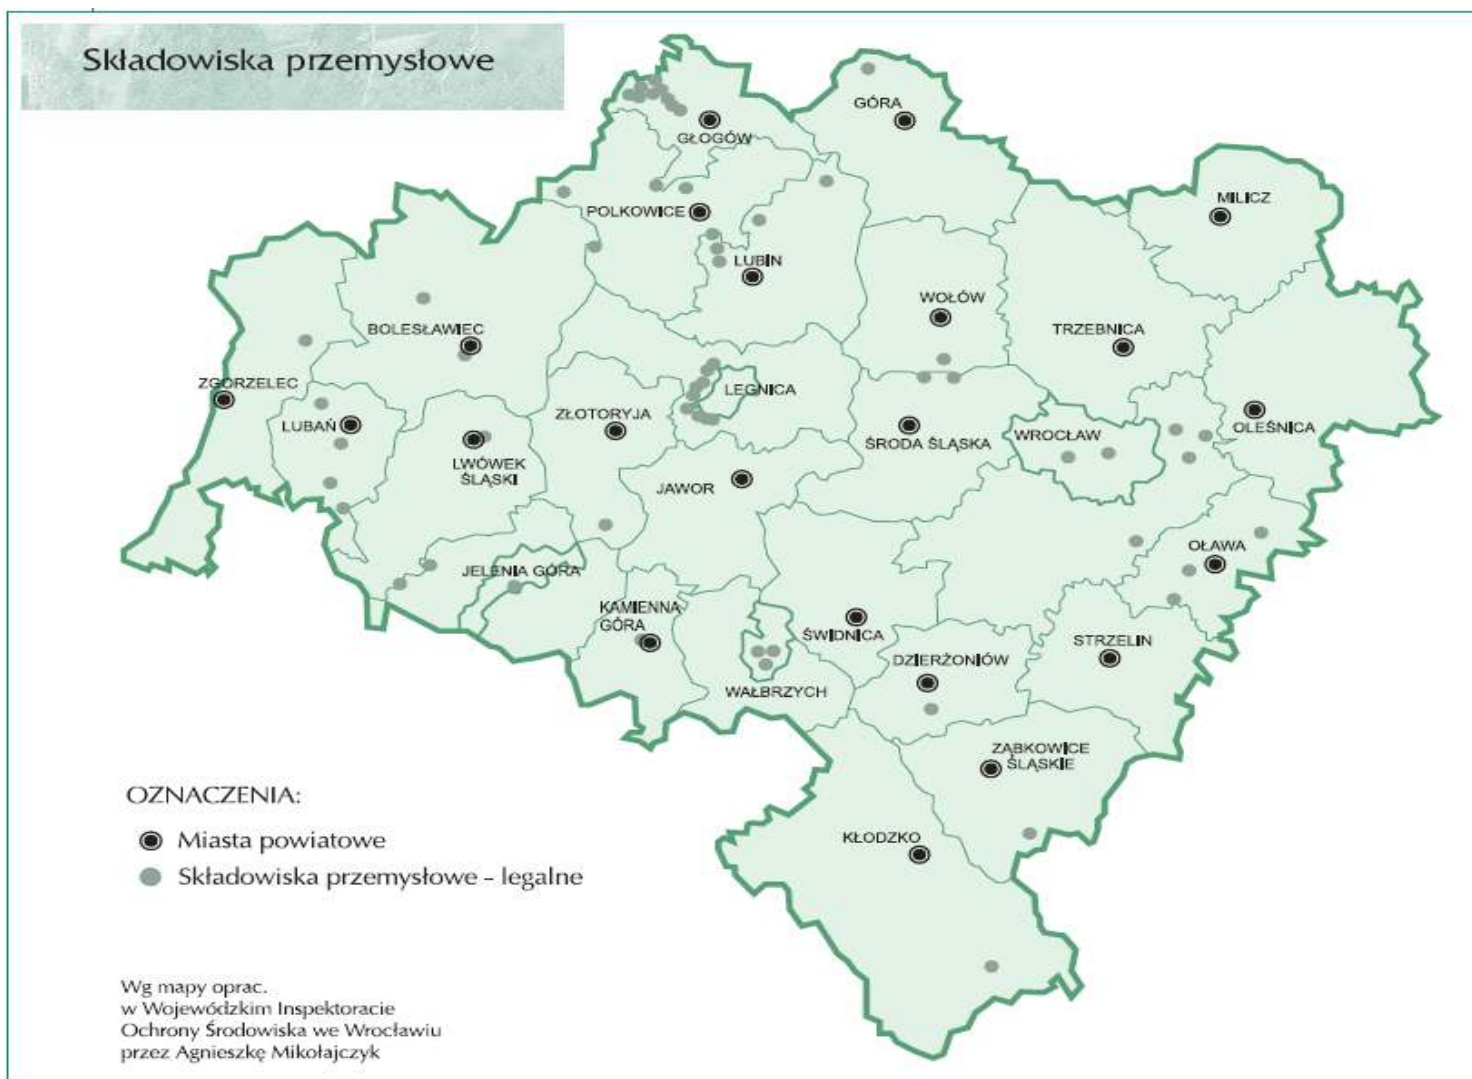 Składowiska przemysłowe
GÓRA
GŁOGÓW
MILICZ
POLKOWICE
LUBIN
WOŁÓW
TRZEBNICA
BOLESŁAWIEC
ZGORZELEC
LEGNICA
ZŁOTORYJA
LUBAŃ
ŚRODA ŚLĄSKA
WROCŁAW
OLEŚNICA
LWÓWEK
ŚLĄSKI
JAWOR
OŁAWA
JELENIA GÓRA
KAMIENNA
GÓRA
ŚWIDNICA
STRZELIN
DZIERŻONIÓW
WAŁBRZYCH
ZĄBKOWICE
ŚLĄSKIE
KŁODZKO
OZNACZENIA:
Miasta powiatowe
Składowiska przemysłowe - legalne
Wg mapy oprac.
w Wojewódzkim Inspektoracie
Ochrony Środowiska we Wrocławiu
przez Agnieszkę Mikołajczyk